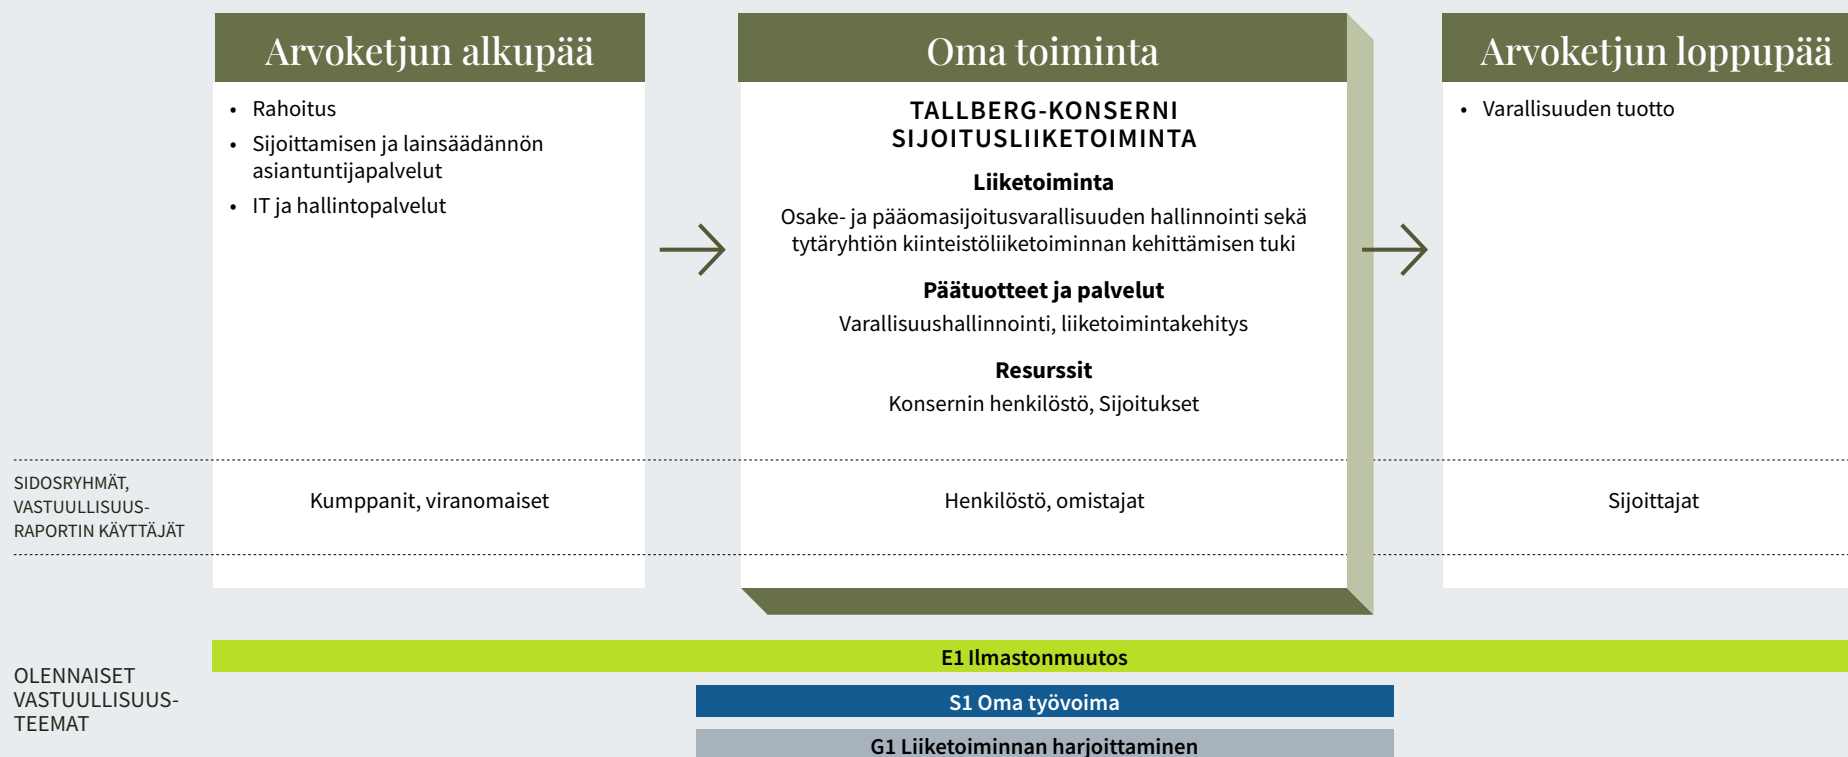 Arvoketjun alkupää
• Rahoitus
• Sijoittamisen ja lainsäädännön
asiantuntijapalvelut
• IT ja hallintopalvelut
Oma toiminta
TALLBERG-KONSERNI
SIJOITUSLIIKETOIMINTA
Liiketoiminta
Osake- ja pääomasijoitusvarallisuuden hallinnointi sekä
tytäryhtiön kiinteistöliiketoiminnan kehittämisen tuki
Päätuotteet ja palvelut
Varallisuushallinnointi, liiketoimintakehitys
Resurssit
Konsernin henkilöstö, Sijoitukset
Arvoketjun loppupää
• Varallisuuden tuotto
SIDOSRYHMÄT,
VASTUULLISUUS-
RAPORTIN KÄYTTÄJÄT
Kumppanit, viranomaiset
Henkilöstö, omistajat
Sijoittajat
OLENNAISET
VASTUULLISUUS-
TEEMAT
E1 Ilmastonmuutos
S1 Oma työvoima
G1 Liiketoiminnan harjoittaminen